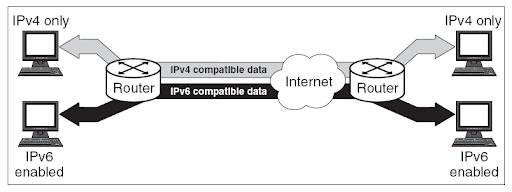 IPv4 only
IPv4 only
IPv4 compatible data
Internet
Router
IPv6 compatible data
Router
IPv6
enabled
IPv6
enabled